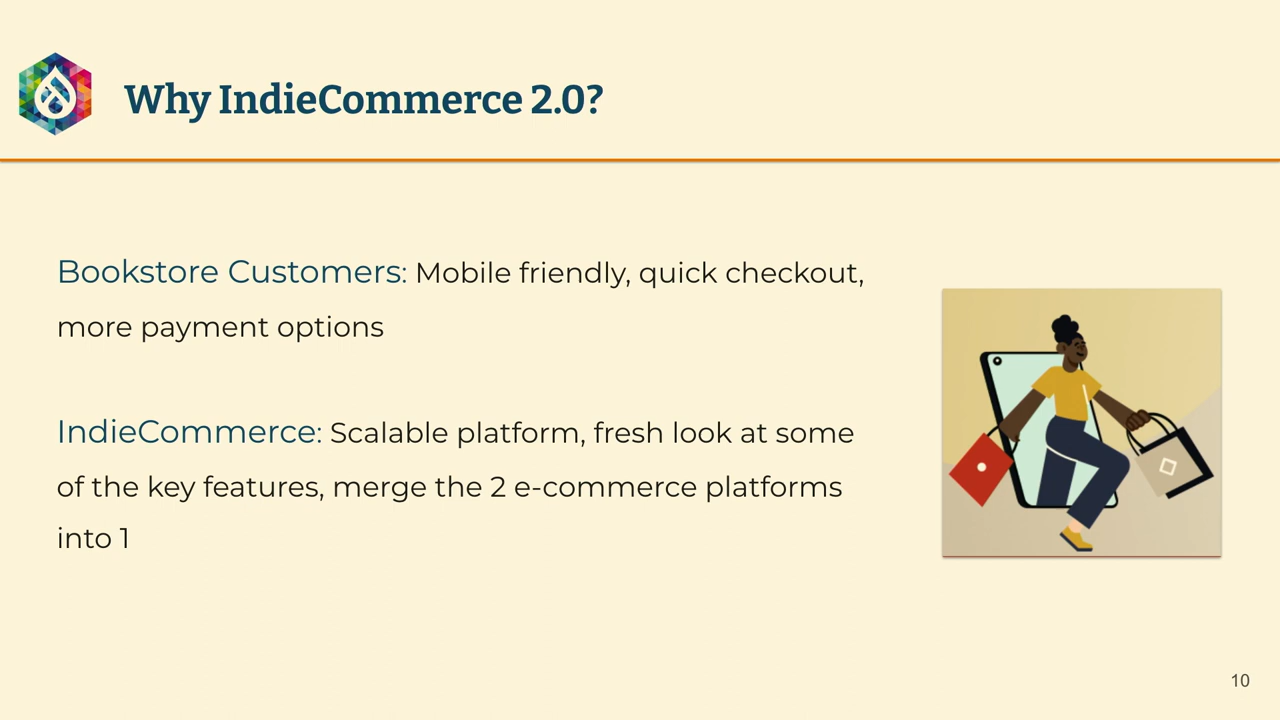 Why IndieCommerce 2.0?
Bookstore Customers: Mobile friendly, quick checkout,
more payment options
IndieCommerce: Scalable platform, fresh look at some
of the key features, merge the 2 e-commerce platforms
into 1
10